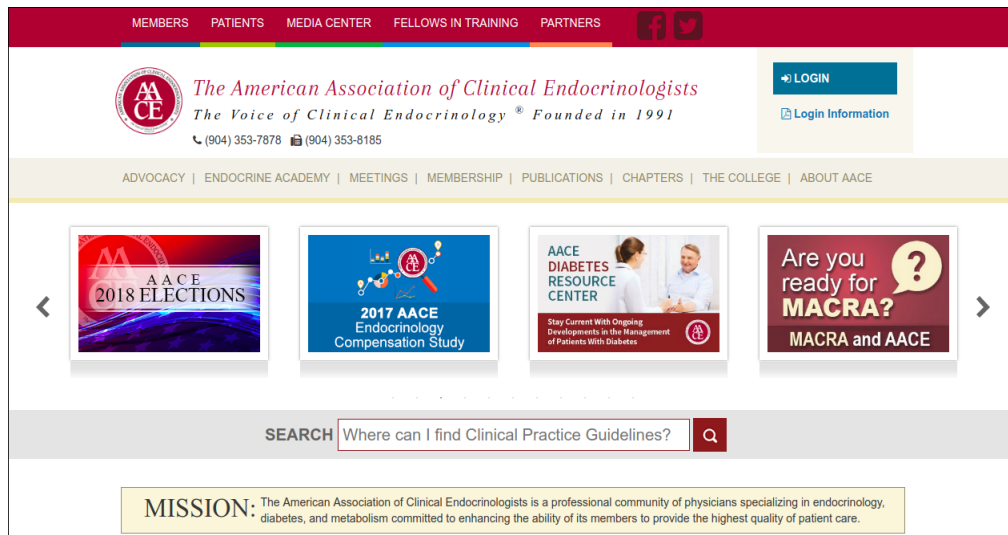 MEMBERS PATIENTS MEDIA CENTER FELLOWS IN TRAINING PARTNERS
AACE
The American Association of Clinical Endocrinologists
The Voice of Clinical Endocrinology ® Founded in 1991
(904) 353-7878 (904) 353-8185
LOGIN
Login Information
ADVOCACY | ENDOCRINE ACADEMY | MEETINGS | MEMBERSHIP | PUBLICATIONS | CHAPTERS | THE COLLEGE | ABOUT AACE
AACE
2018 ELECTIONS
AACE
2017 AACE
Endocrinology
Compensation Study
AACE
DIABETES
RESOURCE
CENTER
Stay Current With Ongoing
Developments in the Management
of Patients With Diabetes
AACE
Are you
ready for
MACRA?
?
MACRA and AACE
SEARCH Where can I find Clinical Practice Guidelines?
MISSION: The American Association of Clinical Endocrinologists is a professional community of physicians specializing in endocrinology,
diabetes, and metabolism committed to enhancing the ability of its members to provide the highest quality of patient care.